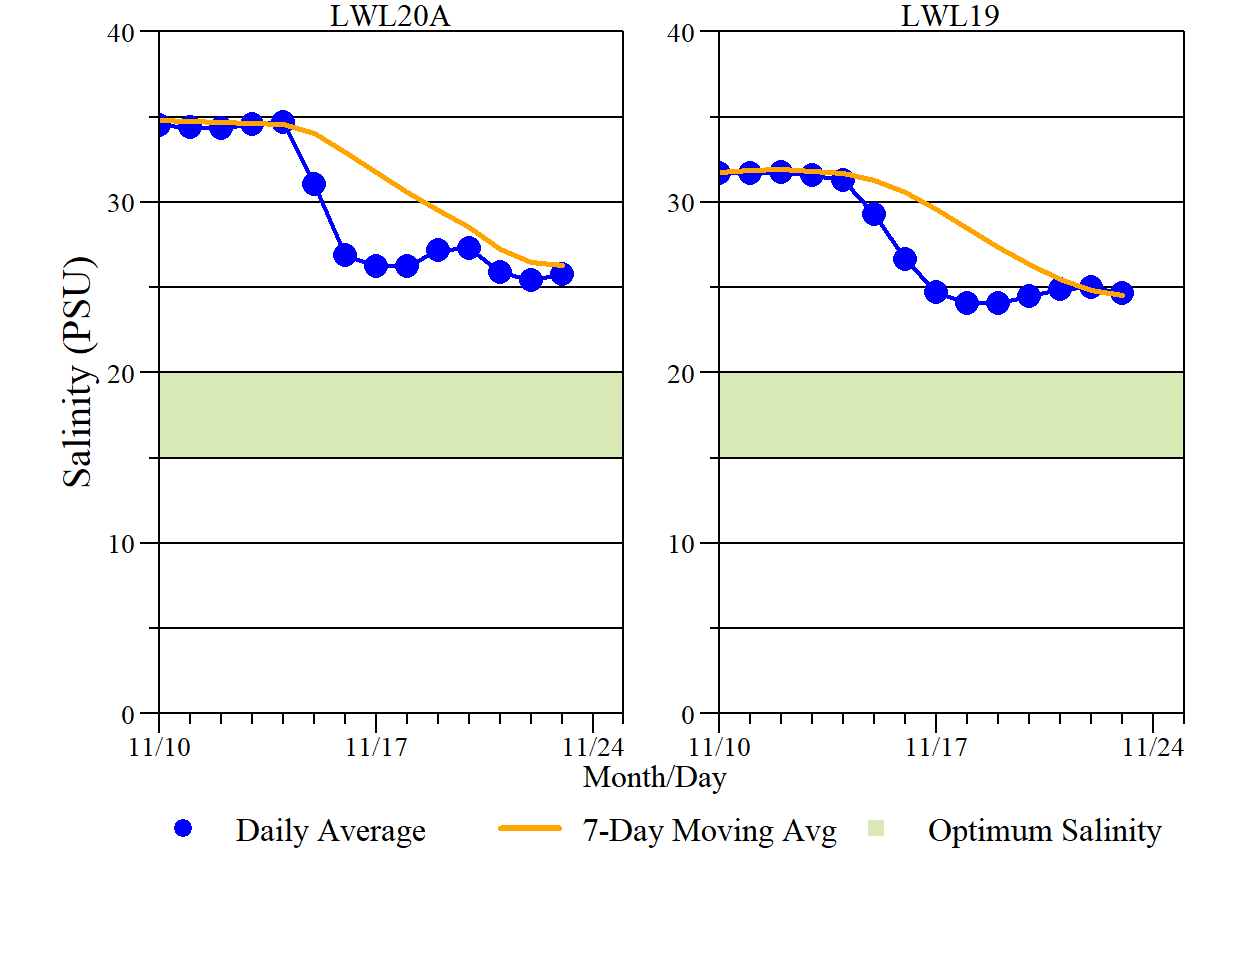 LWL20A
LWL19
40
30
20
10
0
40
30
20
10
0
Salinity (PSU)
11/10
11/17
11/24
11/10
11/17
11/24
Month/Day
Daily Average
7-Day Moving Avg
Optimum Salinity